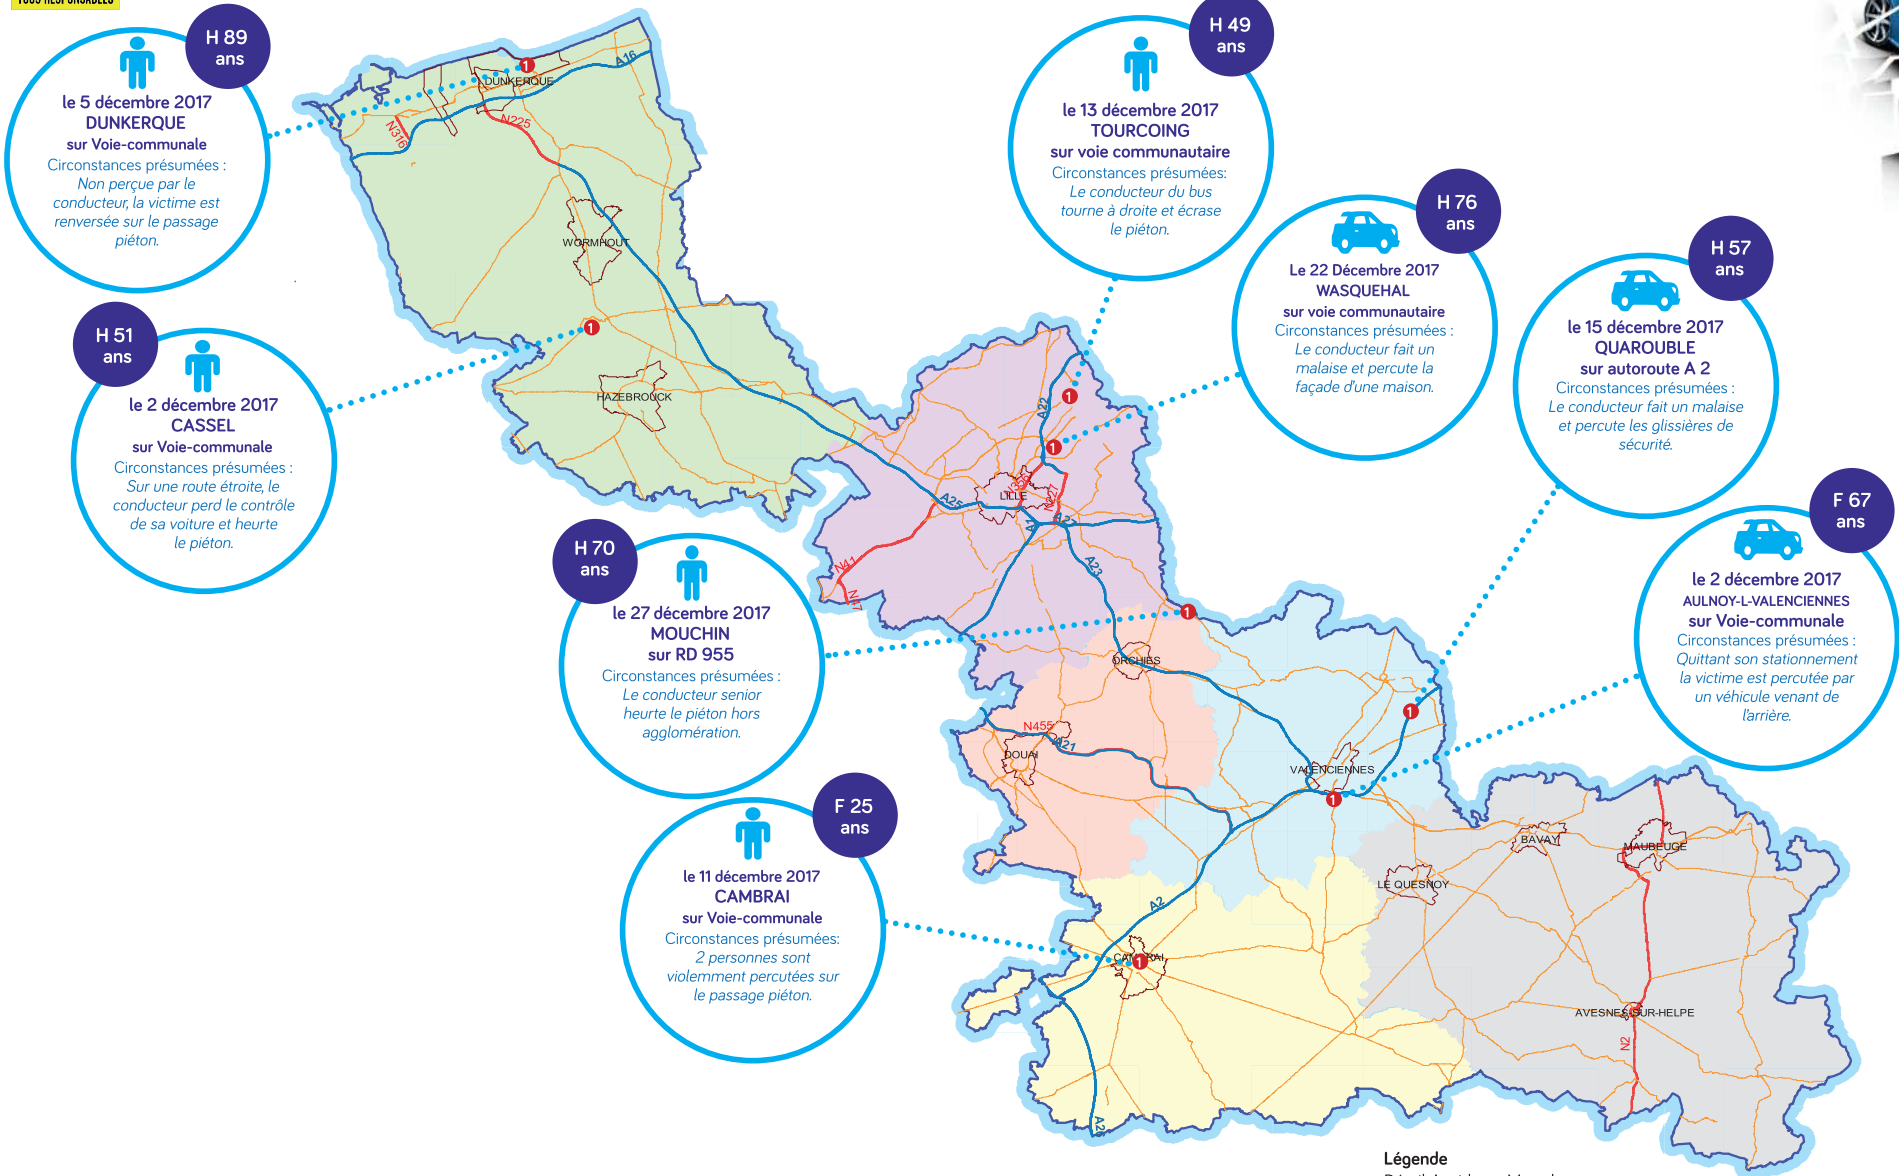 TOUS RESPONSABLES
H 89
ans
le 5 décembre 2017
DUNKERQUE
sur Voie-communale
Circonstances présumées :
Non perçue par le
conducteur, la victime est
renversée sur le passage
piéton.
H 51
ans
le 2 décembre 2017
CASSEL
sur Voie-communale
Circonstances présumées :
Sur une route étroite, le
conducteur perd le contrôle
de sa voiture et heurte
le piéton.
H 49
ans
le 13 décembre 2017
TOURCOING
sur voie communautaire
Circonstances présumées:
Le conducteur du bus
tourne à droite et écrase
le piéton.
H 76
ans
Le 22 Décembre 2017
WASQUEHAL
sur voie communautaire
Circonstances présumées :
Le conducteur fait un
malaise et percute la
façade d'une maison.
H 57
ans
le 15 décembre 2017
QUAROUBLE
sur autoroute A 2
Circonstances présumées :
Le conducteur fait un malaise
et percute les glissières de
sécurité.
F 67
ans
le 2 décembre 2017
AULNOY-L-VALENCIENNES
sur Voie-communale
Circonstances présumées :
Quittant son stationnement
la victime est percutée par
un véhicule venant de
l'arrière.
H 70
ans
le 27 décembre 2017
MOUCHIN
sur RD 955
Circonstances présumées :
Le conducteur senior
heurte le piéton hors
agglomération.
F 25
ans
le 11 décembre 2017
CAMBRAI
sur Voie-communale
Circonstances présumées:
2 personnes sont
violemment percutées sur
le passage piéton.
1
DUNKERQUE
A16
N316
N225
WORMHOUT
1
HAZEBROUCK
A22
1
1
LILLE
N227
A25
A1
A27
A23
N41
N47
1
ORCHIES
N455
A21
DOUAI
1
VALENCIENNES
1
BAVAY
MAUBEUGE
LE QUESNOY
A2
CAMBRAI
1
AVESNES-SUR-HELPE
N2
Légende